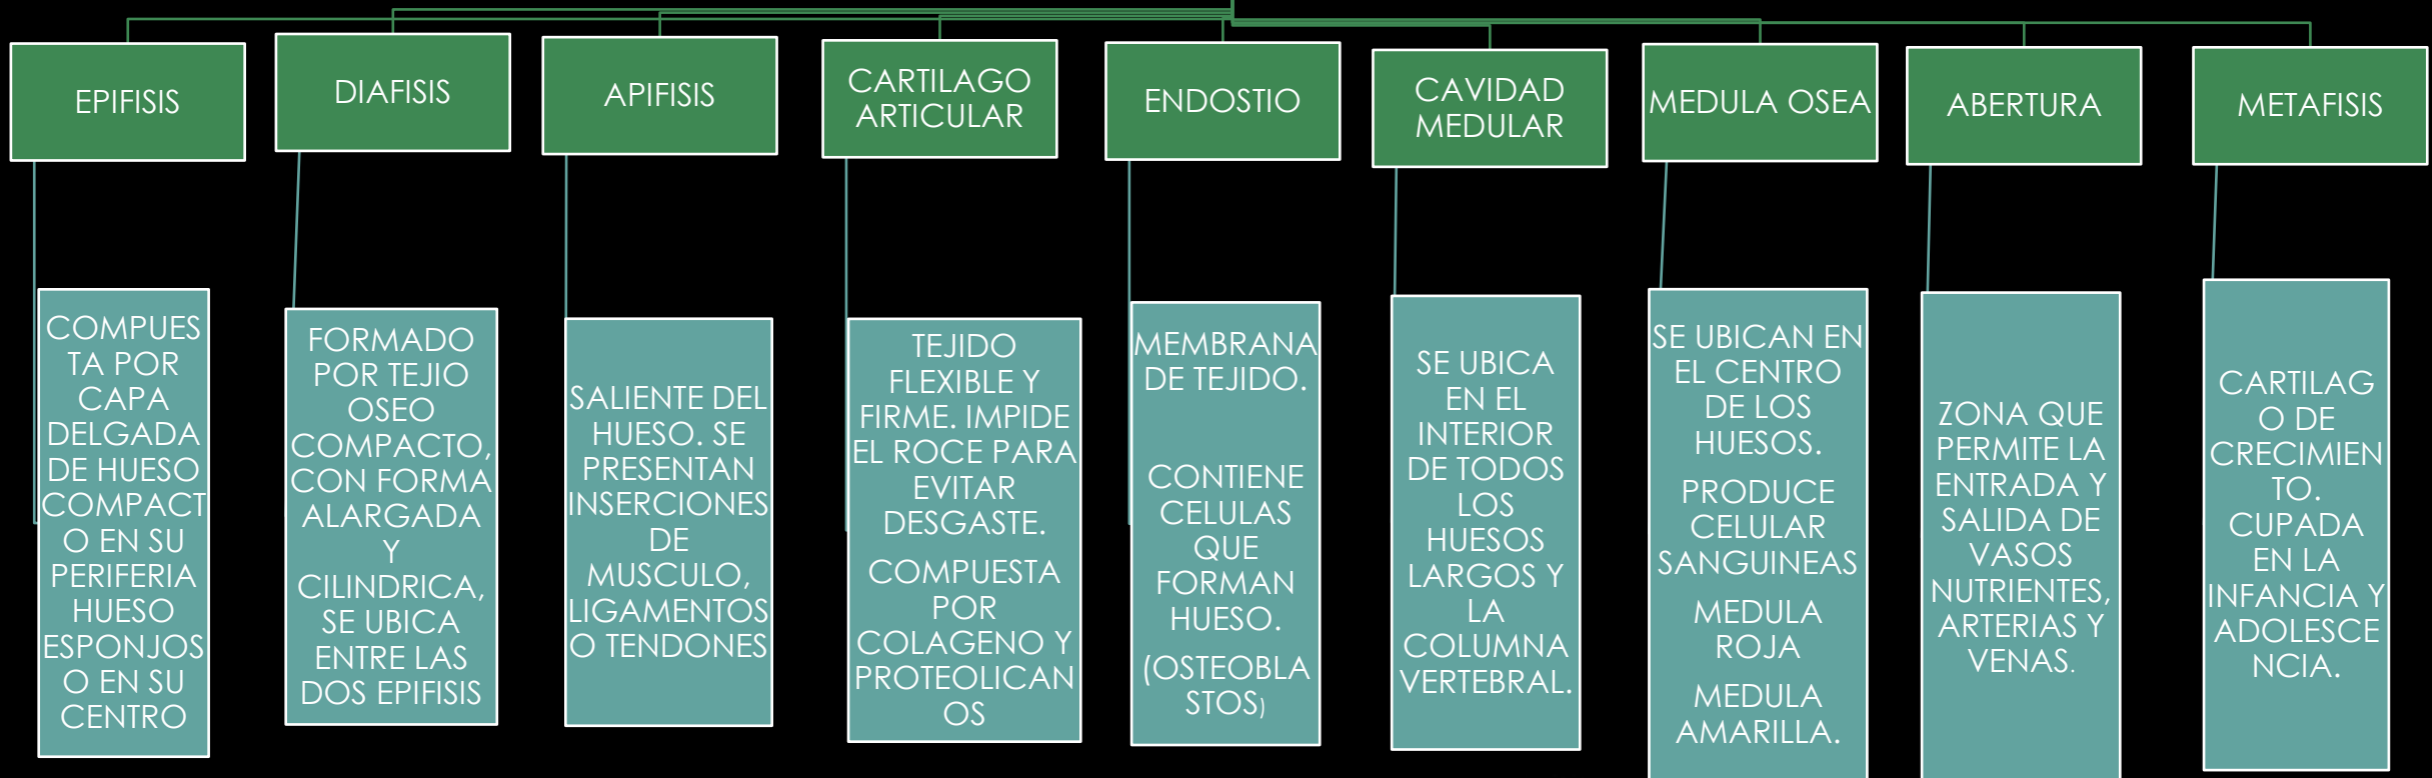 EPIFISIS
DIAFISIS
APIFISIS
CARTILAGO
ARTICULAR
ENDOSTIO
CAVIDAD
MEDULAR
MEDULA OSEA
ABERTURA
METAFISIS
COMPUES
TA POR
CAPA
DELGADA
DE HUESO
COMPACT
O EN SU
PERIFERIA
HUESO
ESPONJOS
O EN SU
CENTRO
FORMADO
POR TEJIO
OSEO
COMPACTO,
CON FORMA
ALARGADA
Y
CILINDRICA,
SE UBICA
ENTRE LAS
DOS EPIFISIS
SALIENTE DEL
HUESO. SE
PRESENTAN
INSERCIONES
DE
MUSCULO,
LIGAMENTOS
O TENDONES
TEJIDO
FLEXIBLE Y
FIRME. IMPIDE
EL ROCE PARA
EVITAR
DESGASTE.
COMPUESTA
POR
COLAGENO Y
PROTEOLICAN
OS
MEMBRANA
DE TEJIDO.
CONTIENE
CELULAS
QUE
FORMAN
HUESO.
(OSTEOBLA
STOS)
SE UBICA
EN EL
INTERIOR
DE TODOS
LOS
HUESOS
LARGOS Y
LA
COLUMNA
VERTEBRAL.
SE UBICAN EN
EL CENTRO
DE LOS
HUESOS.
PRODUCE
CELULAR
SANGUINEAS
MEDULA
ROJA
MEDULA
AMARILLA.
ZONA QUE
PERMITE LA
ENTRADA Y
SALIDA DE
VASOS
NUTRIENTES,
ARTERIAS Y
VENAS.
CARTILAG
O DE
CRECIMIEN
TO.
CUPADA
EN LA
INFANCIA Y
ADOLESCE
NCIA.